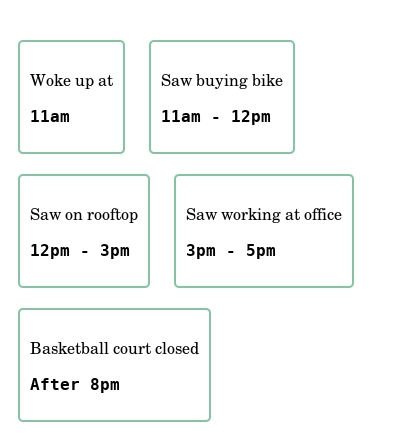 Woke up at
11am
Saw buying bike
11am - 12pm
Saw on rooftop
12pm - 3pm
Saw working at office
3pm - 5pm
Basketball court closed
After 8pm